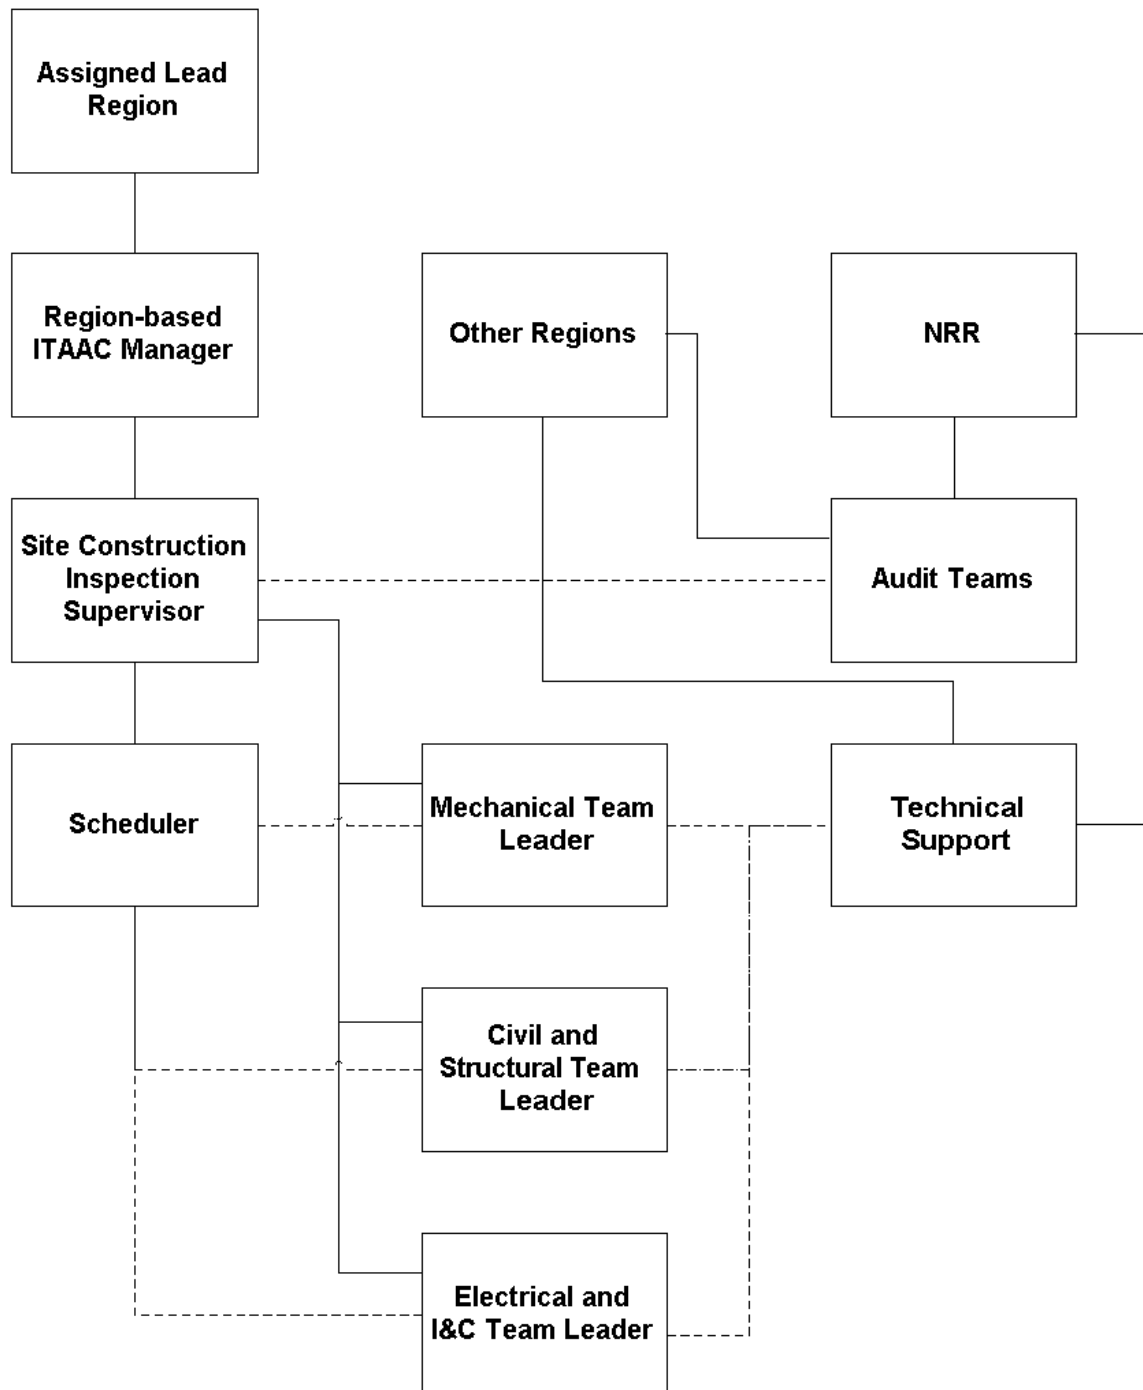 Assigned Lead
Region
Region-based
ITAAC Manager
Other Regions
NRR
Site Construction
Inspection
Supervisor
Audit Teams
Scheduler
Mechanical Team
Leader
Technical
Support
Civil and
Structural Team
Leader
Electrical and
I&C Team Leader